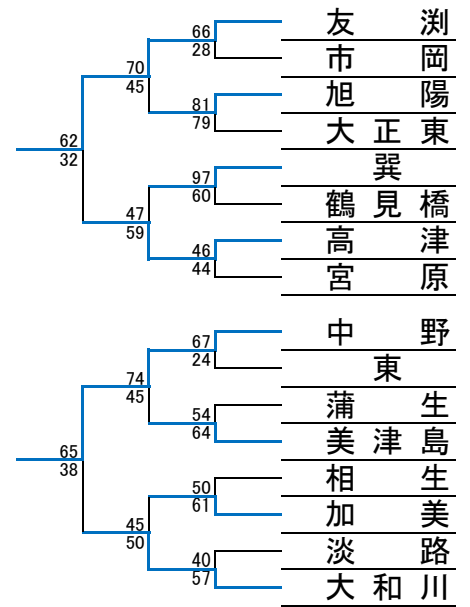 友渕
66
28
市岡
70
45
旭陽
81
79
大正東
62
32
巽
97
60
鶴見橋
47
59
高津
46
44
宮原
中野
67
24
東
74
45
蒲生
54
64
美津島
65
38
相生
50
61
加美
45
50
淡路
40
57
大和川